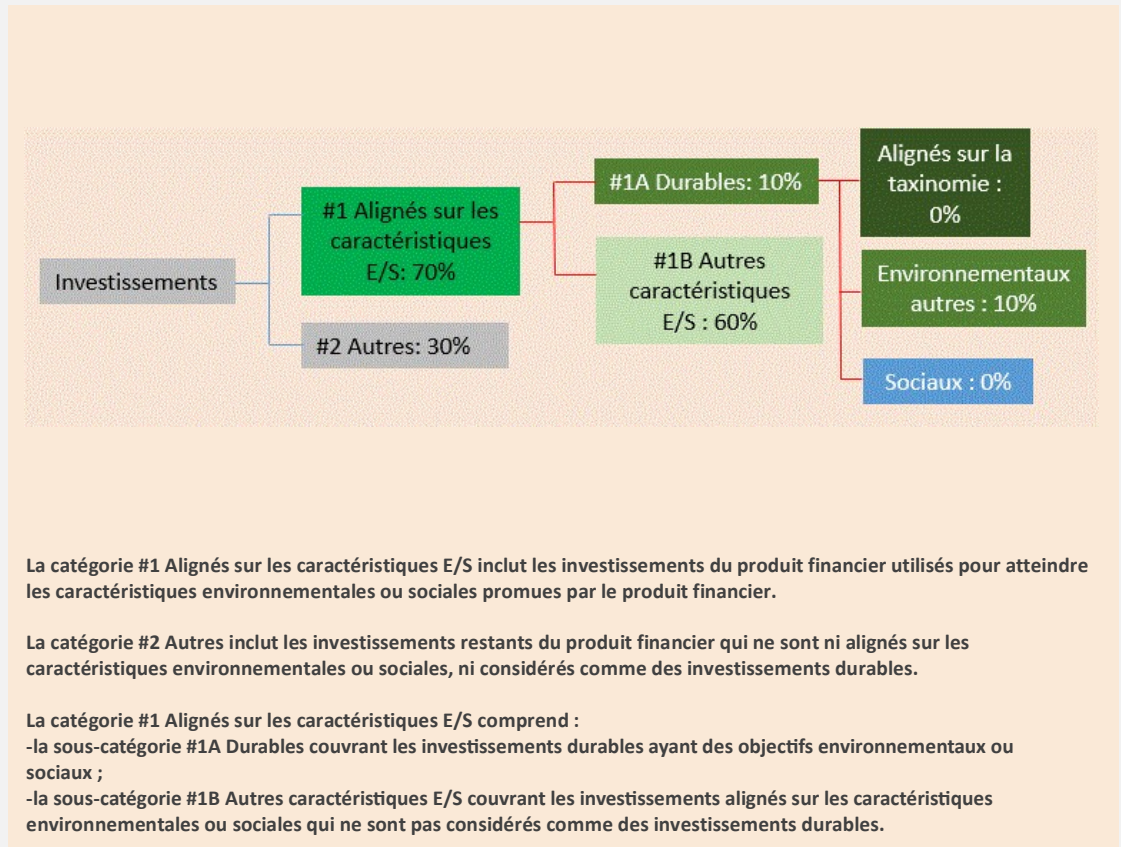 Investissements
#1 Alignés sur les
caractéristiques
E/S: 70%
#2 Autres: 30%
#1A Durables: 10%
#1B Autres
caractéristiques
E/S : 60%
Alignés sur la
taxinomie :
0%
Environnementaux
autres : 10%
Sociaux : 0%
La catégorie #1 Alignés sur les caractéristiques E/S inclut les investissements du produit financier utilisés pour atteindre
les caractéristiques environnementales ou sociales promues par le produit financier.
La catégorie #2 Autres inclut les investissements restants du produit financier qui ne sont ni alignés sur les
caractéristiques environnementales ou sociales, ni considérés comme des investissements durables.
La catégorie #1 Alignés sur les caractéristiques E/S comprend :
-la sous-catégorie #1A Durables couvrant les investissements durables ayant des objectifs environnementaux ou
sociaux ;
-la sous-catégorie #1B Autres caractéristiques E/S couvrant les investissements alignés sur les caractéristiques
environnementales ou sociales qui ne sont pas considérés comme des investissements durables.